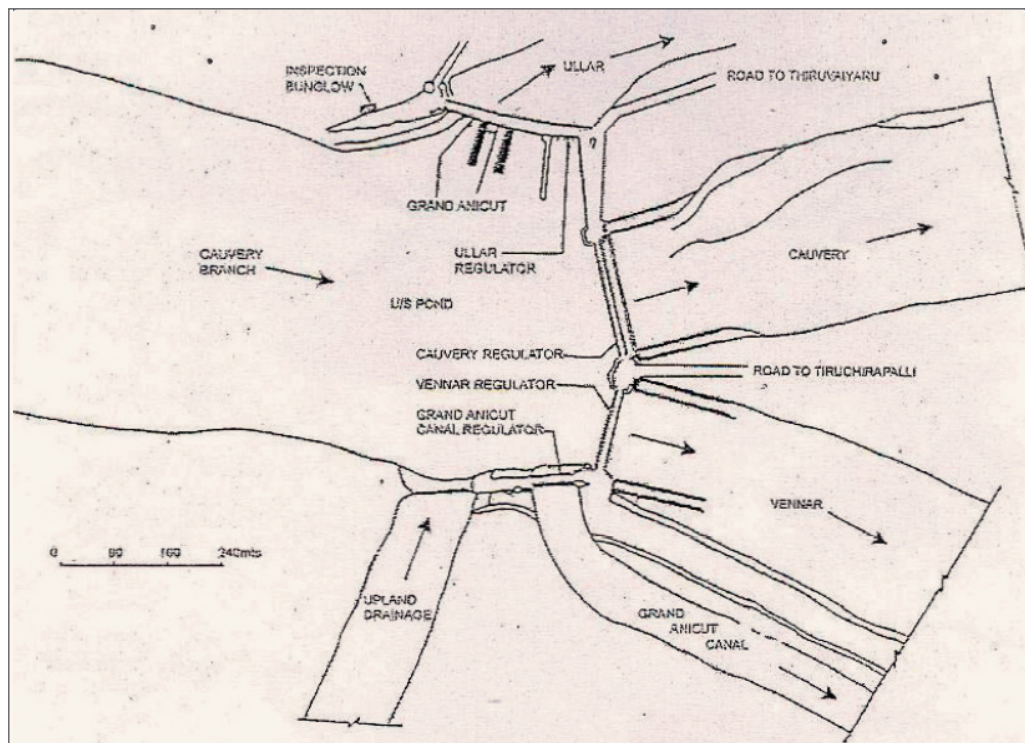 INSPECTION
BUNGLOW
ULLAR
ROAD TO THIRUVAIYARU
GRAND ANICUT
ULLAR
REGULATOR
CAUVERY
BRANCH
CAUVERY
U/S POND
CAUVERY REGULATOR
ROAD TO TIRUCHIRAPALLI
VENNAR REGULATOR
GRAND ANICUT
CANAL REGULATOR
VENNAR
0 80 160 240mts
UPLAND
DRAINAGE
GRAND
ANICUT
CANAL